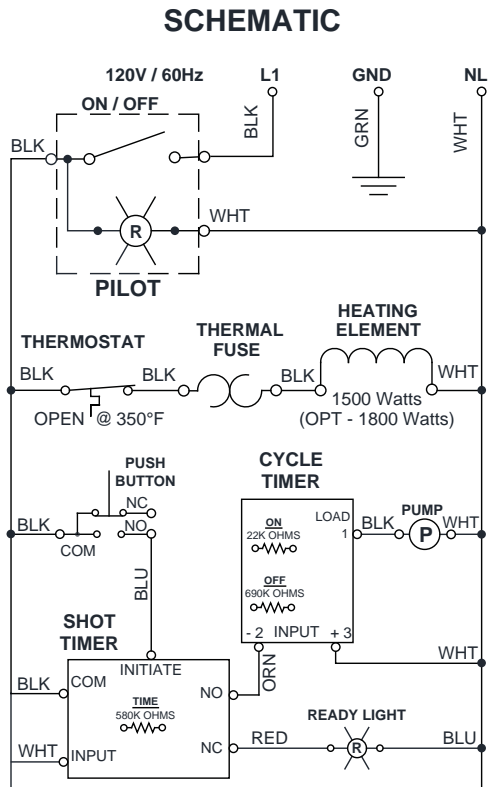 SCHEMATIC
120V / 60Hz
L1
GND
NL
ON / OFF
BLK
BLK
GRN
WHT
R
WHT
PILOT
THERMOSTAT
THERMAL
FUSE
HEATING
ELEMENT
BLK
BLK
BLK
WHT
OPEN @ 350°F
1500 Watts
(OPT - 1800 Watts)
PUSH
BUTTON
NC
NO
BLK
COM
BLU
CYCLE
TIMER
ON
22K OHMS
LOAD
1
OFF
690K OHMS
- 2 INPUT + 3
BLK
PUMP
P
WHT
ORN
WHT
SHOT
TIMER
INITIATE
BLK
COM
TIME
580K OHMS
NO
WHT
INPUT
NC
RED
READY LIGHT
R
BLU